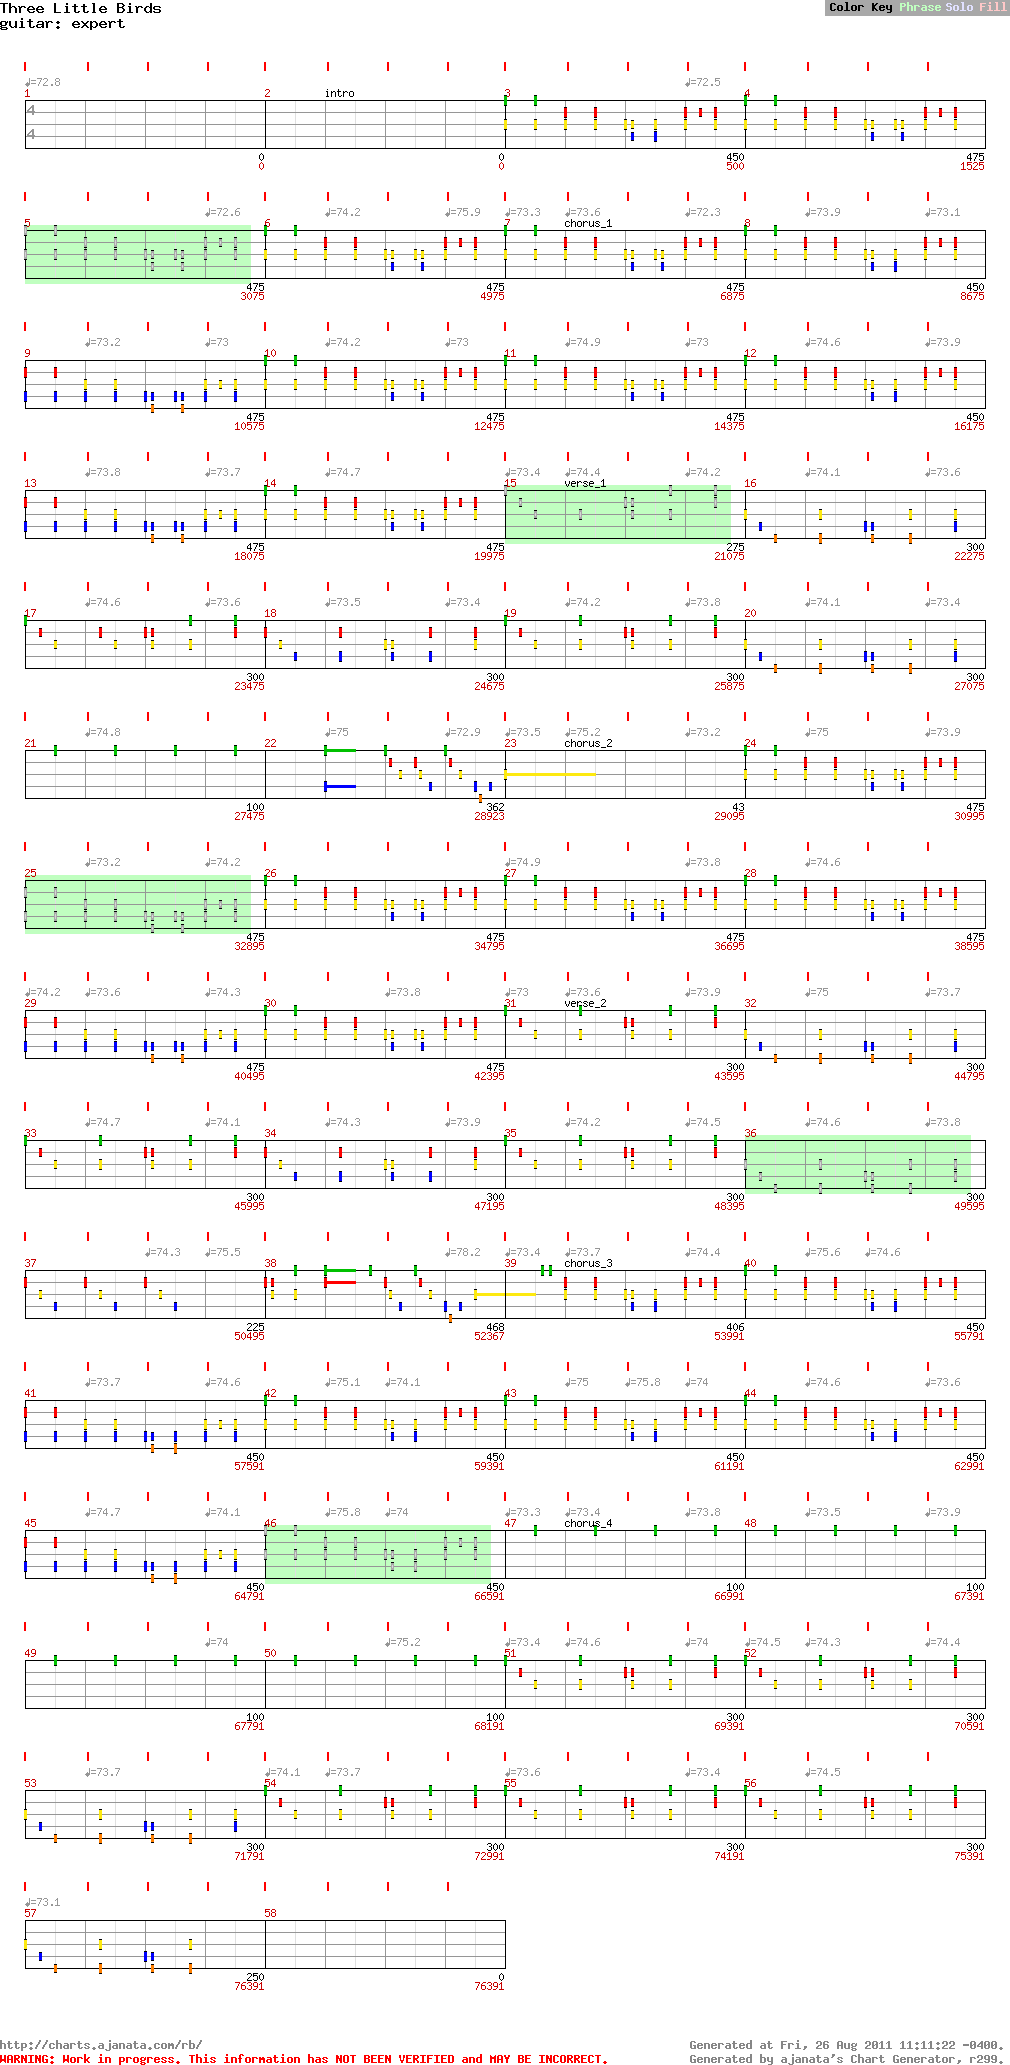 Three Little Birds
guitar: expert
Color Key Phrase Solo Fill
♩=72.8 ♩=72.5
1 2 intro 3 4
4
4
0 0 450 475
0 0 500 1525
♩=72.6 ♩=74.2 ♩=75.9 ♩=73.3 ♩=73.6 ♩=72.3 ♩=73.9 ♩=73.1
5 6 7 chorus_1 8
475 475 475 450
3075 4975 6875 8675
♩=73.2 ♩=73 ♩=74.2 ♩=73 ♩=74.9 ♩=73 ♩=74.6 ♩=73.9
9 10 11 12
475 475 475 450
10575 12475 14375 16175
♩=73.8 ♩=73.7 ♩=74.7 ♩=73.4 ♩=74.4 ♩=74.2 ♩=74.1 ♩=73.6
13 14 15 verse_1 16
475 475 275 300
18075 19975 21075 22275
♩=74.6 ♩=73.6 ♩=73.5 ♩=73.4 ♩=74.2 ♩=73.8 ♩=74.1 ♩=73.4
17 18 19 20
300 300 300 300
23475 24675 25875 27075
♩=74.8 ♩=75 ♩=72.9 ♩=73.5 ♩=75.2 ♩=73.2 ♩=75 ♩=73.9
21 22 23 chorus_2 24
100 362 43 475
27475 28923 29095 30995
♩=73.2 ♩=74.2 ♩=74.9 ♩=73.8 ♩=74.6
25 26 27 28
475 475 475 475
32895 34795 36695 38595
♩=74.2 ♩=73.6 ♩=74.3 ♩=73.8 ♩=73 ♩=73.6 ♩=73.9 ♩=75 ♩=73.7
29 30 31 verse_2 32
475 475 300 300
40495 42395 43595 44795
♩=74.7 ♩=74.1 ♩=74.3 ♩=73.9 ♩=74.2 ♩=74.5 ♩=74.6 ♩=73.8
33 34 35 36
300 300 300 300
45995 47195 48395 49595
♩=74.3 ♩=75.5 ♩=78.2 ♩=73.4 ♩=73.7 ♩=74.4 ♩=75.6 ♩=74.6
37 38 39 chorus_3 40
225 468 406 450
50495 52367 53991 55791
♩=73.7 ♩=74.6 ♩=75.1 ♩=74.1 ♩=75 ♩=75.8 ♩=74 ♩=74.6 ♩=73.6
41 42 43 44
450 450 450 450
57591 59391 61191 62991
♩=74.7 ♩=74.1 ♩=75.8 ♩=74 ♩=73.3 ♩=73.4 ♩=73.8 ♩=73.5 ♩=73.9
45 46 47 chorus_4 48
450 450 100 100
64791 66591 66991 67391
♩=74 ♩=75.2 ♩=73.4 ♩=74.6 ♩=74 ♩=74.5 ♩=74.3 ♩=74.4
49 50 51 52
100 100 300 300
67791 68191 69391 70591
♩=73.7 ♩=74.1 ♩=73.7 ♩=73.6 ♩=73.4 ♩=74.5
53 54 55 56
300 300 300 300
71791 72991 74191 75391
♩=73.1
57 58
250 0
76391 76391
http://charts.ajanata.com/rb/ Generated at Fri, 26 Aug 2011 11:11:22 -0400.
WARNING: Work in progress. This information has NOT BEEN VERIFIED and MAY BE INCORRECT. Generated by ajanata's Chart Generator, r299.